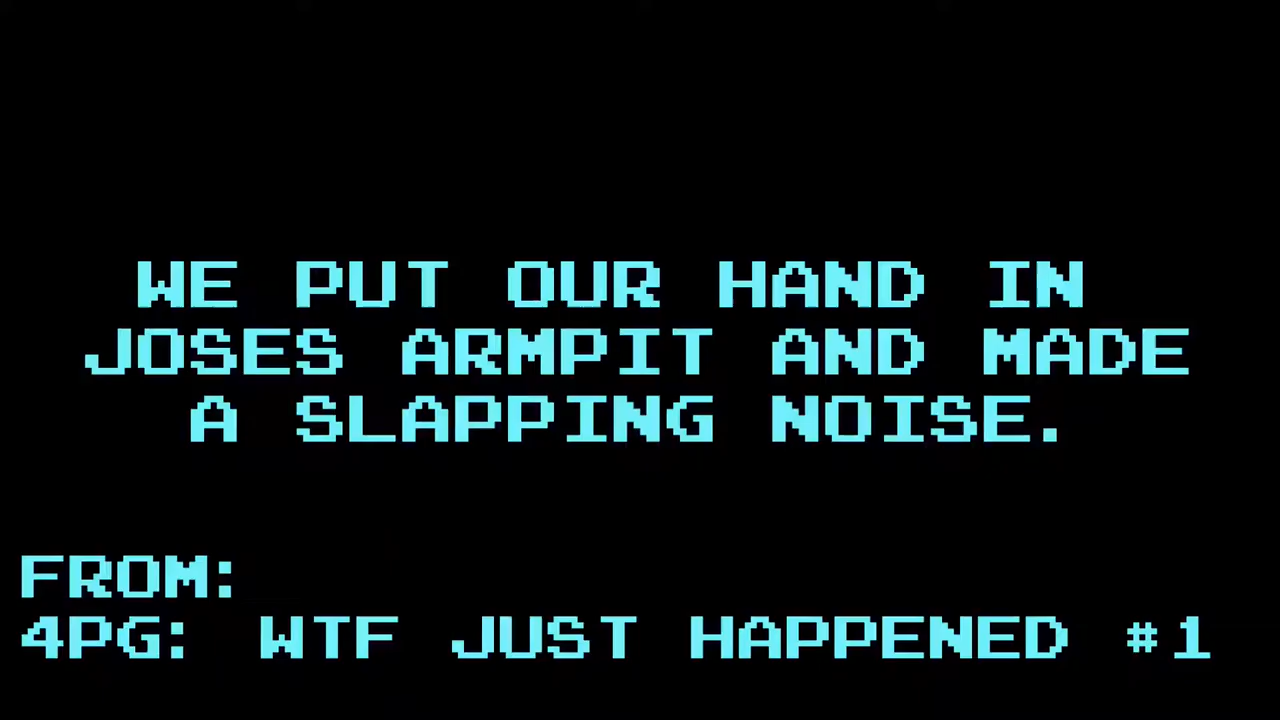 WE PUT OUR HAND IN
JOSES ARMPIT AND MADE
A SLAPPING NOISE.
FROM:
4PG: WTF JUST HAPPENED #1